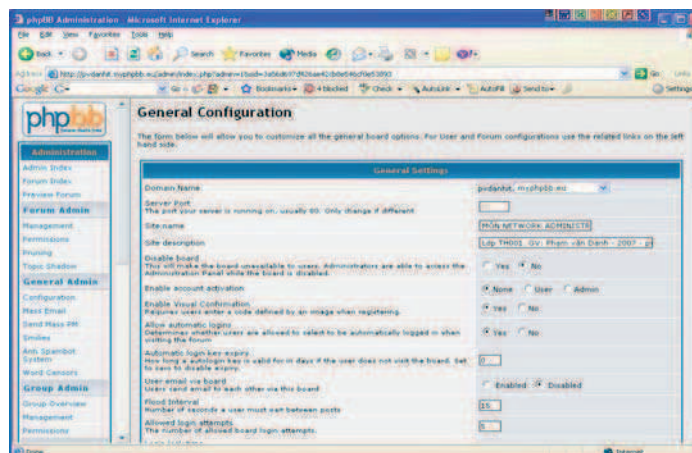 phpBB Administration - Microsoft Internet Explorer
File Edit View Favorites Tools Help
Back Search Favorites Media
Address
Google Bookmarks 4 blocked Check AutoLink AutoFill Send to Settings
phpbb
Administration
Admin Index
Forum Index
Preview Forum
Forum Admin
Management
Permissions
Pruning
Topic Shadow
General Admin
Configuration
Mass Email
Send Mass PM
Smilies
Anti Spambot System
Word Censors
Group Admin
Group Overview
Management
Permissions
General Configuration
The form below will allow you to customize all the general board options. For User and Forum configurations use the related links on the left
hand side.
General Settings
Domain Name pvdanhit. myphpbb.eu
Server Port
The port your server is running on, usually 80. Only change if different
Site name MÔN NETWORK ADMINISTR
Site description Lớp TH001. GV: Phạm văn Danh - 2007 - p
Disable board
This will make the board unavailable to users. Administrators are able to access the
Administration Panel while the board is disabled. Yes No
Enable account activation None User Admin
Enable Visual Confirmation
Requires users enter a code defined by an image when registering. Yes No
Allow automatic logins
Determines whether users are allowed to select to be automatically logged in when
visiting the forum Yes No
Automatic login key expiry
How long a autologin key is valid for in days if the user does not visit the board. Set
to zero to disable expiry. 0
User email via board
Users send email to each other via this board Enabled Disabled
Flood Interval
Number of seconds a user must wait between posts 15
Allowed login attempts
The number of allowed board login attempts. 5
Done Internet